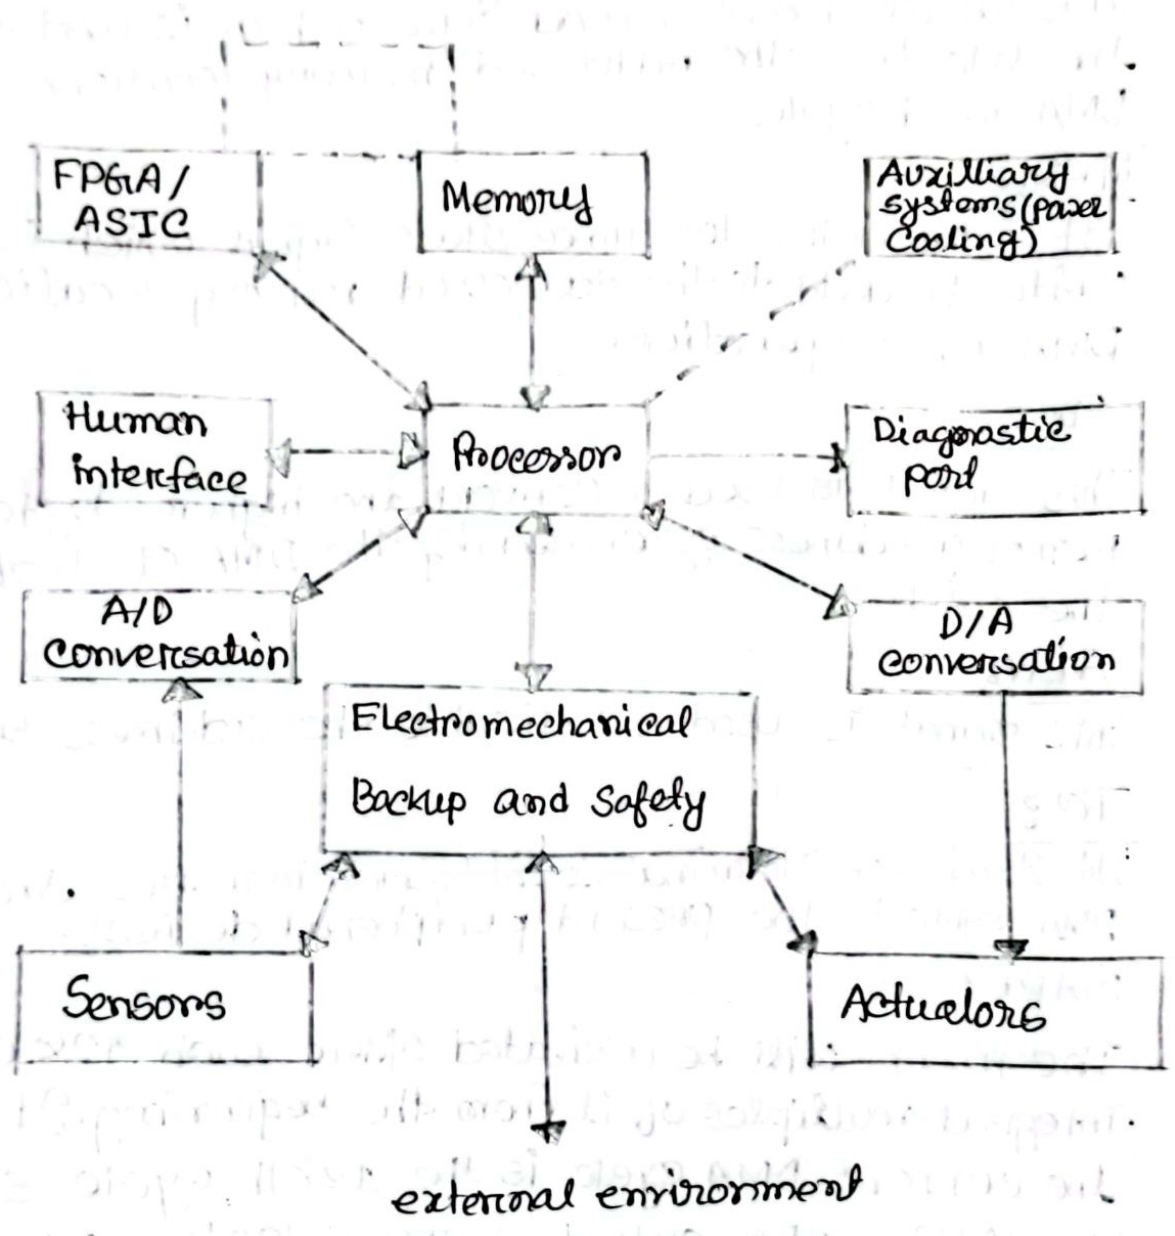 FPGA/
ASIC
Memory
Auxilliary
systems(power
cooling)
Human
interface
Processor
Diagnostic
port
A/D
conversation
D/A
conversation
Electromechanical
Backup and safety
Sensors
Actuators
external environment